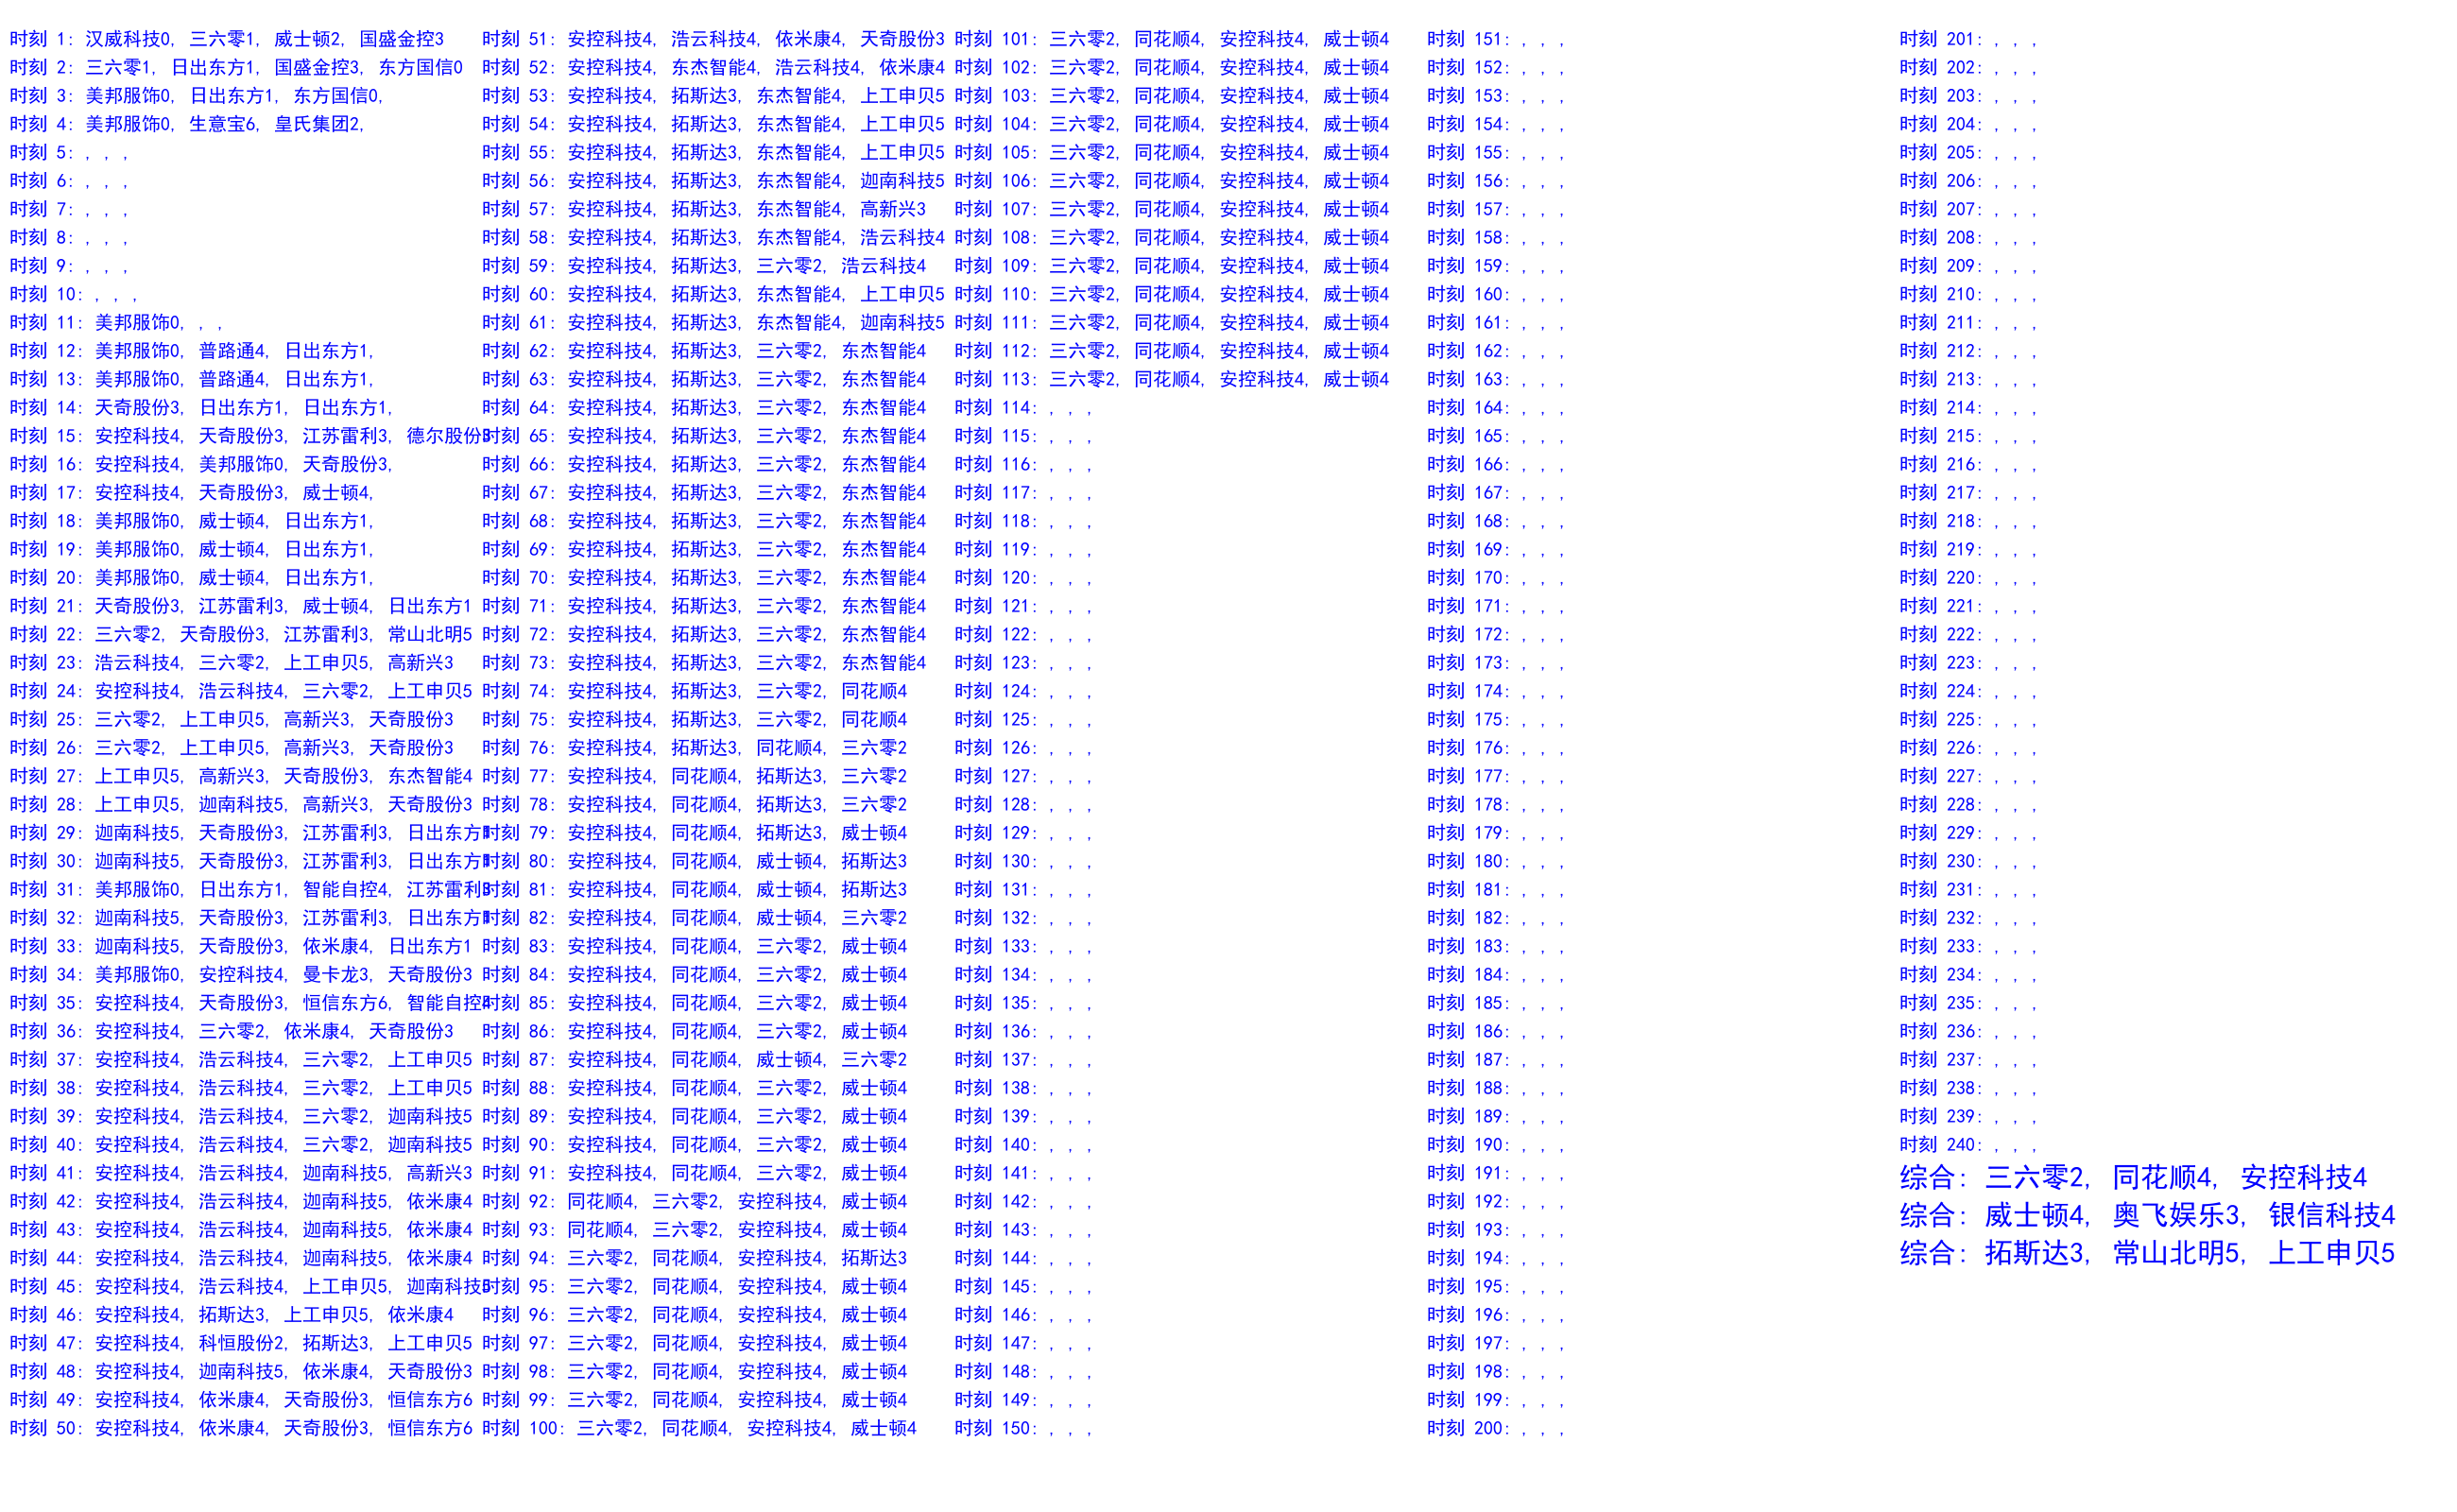 时刻 1: 汉威科技0, 三六零1, 威士顿2, 国盛金控3
时刻 2: 三六零1, 日出东方1, 国盛金控3, 东方国信0
时刻 3: 美邦服饰0, 日出东方1, 东方国信0,
时刻 4: 美邦服饰0, 生意宝6, 皇氏集团2,
时刻 5: , , ,
时刻 6: , , ,
时刻 7: , , ,
时刻 8: , , ,
时刻 9: , , ,
时刻 10: , , ,
时刻 11: 美邦服饰0, , ,
时刻 12: 美邦服饰0, 普路通4, 日出东方1,
时刻 13: 美邦服饰0, 普路通4, 日出东方1,
时刻 14: 天奇股份3, 日出东方1, 日出东方1,
时刻 15: 安控科技4, 天奇股份3, 江苏雷利3, 德尔股份3
时刻 16: 安控科技4, 美邦服饰0, 天奇股份3,
时刻 17: 安控科技4, 天奇股份3, 威士顿4,
时刻 18: 美邦服饰0, 威士顿4, 日出东方1,
时刻 19: 美邦服饰0, 威士顿4, 日出东方1,
时刻 20: 美邦服饰0, 威士顿4, 日出东方1,
时刻 21: 天奇股份3, 江苏雷利3, 威士顿4, 日出东方1
时刻 22: 三六零2, 天奇股份3, 江苏雷利3, 常山北明5
时刻 23: 浩云科技4, 三六零2, 上工申贝5, 高新兴3
时刻 24: 安控科技4, 浩云科技4, 三六零2, 上工申贝5
时刻 25: 三六零2, 上工申贝5, 高新兴3, 天奇股份3
时刻 26: 三六零2, 上工申贝5, 高新兴3, 天奇股份3
时刻 27: 上工申贝5, 高新兴3, 天奇股份3, 东杰智能4
时刻 28: 上工申贝5, 迦南科技5, 高新兴3, 天奇股份3
时刻 29: 迦南科技5, 天奇股份3, 江苏雷利3, 日出东方1
时刻 30: 迦南科技5, 天奇股份3, 江苏雷利3, 日出东方1
时刻 31: 美邦服饰0, 日出东方1, 智能自控4, 江苏雷利3
时刻 32: 迦南科技5, 天奇股份3, 江苏雷利3, 日出东方1
时刻 33: 迦南科技5, 天奇股份3, 依米康4, 日出东方1
时刻 34: 美邦服饰0, 安控科技4, 曼卡龙3, 天奇股份3
时刻 35: 安控科技4, 天奇股份3, 恒信东方6, 智能自控4
时刻 36: 安控科技4, 三六零2, 依米康4, 天奇股份3
时刻 37: 安控科技4, 浩云科技4, 三六零2, 上工申贝5
时刻 38: 安控科技4, 浩云科技4, 三六零2, 上工申贝5
时刻 39: 安控科技4, 浩云科技4, 三六零2, 迦南科技5
时刻 40: 安控科技4, 浩云科技4, 三六零2, 迦南科技5
时刻 41: 安控科技4, 浩云科技4, 迦南科技5, 高新兴3
时刻 42: 安控科技4, 浩云科技4, 迦南科技5, 依米康4
时刻 43: 安控科技4, 浩云科技4, 迦南科技5, 依米康4
时刻 44: 安控科技4, 浩云科技4, 迦南科技5, 依米康4
时刻 45: 安控科技4, 浩云科技4, 上工申贝5, 迦南科技5
时刻 46: 安控科技4, 拓斯达3, 上工申贝5, 依米康4
时刻 47: 安控科技4, 科恒股份2, 拓斯达3, 上工申贝5
时刻 48: 安控科技4, 迦南科技5, 依米康4, 天奇股份3
时刻 49: 安控科技4, 依米康4, 天奇股份3, 恒信东方6
时刻 50: 安控科技4, 依米康4, 天奇股份3, 恒信东方6
时刻 51: 安控科技4, 浩云科技4, 依米康4, 天奇股份3
时刻 52: 安控科技4, 东杰智能4, 浩云科技4, 依米康4
时刻 53: 安控科技4, 拓斯达3, 东杰智能4, 上工申贝5
时刻 54: 安控科技4, 拓斯达3, 东杰智能4, 上工申贝5
时刻 55: 安控科技4, 拓斯达3, 东杰智能4, 上工申贝5
时刻 56: 安控科技4, 拓斯达3, 东杰智能4, 迦南科技5
时刻 57: 安控科技4, 拓斯达3, 东杰智能4, 高新兴3
时刻 58: 安控科技4, 拓斯达3, 东杰智能4, 浩云科技4
时刻 59: 安控科技4, 拓斯达3, 三六零2, 浩云科技4
时刻 60: 安控科技4, 拓斯达3, 东杰智能4, 上工申贝5
时刻 61: 安控科技4, 拓斯达3, 东杰智能4, 迦南科技5
时刻 62: 安控科技4, 拓斯达3, 三六零2, 东杰智能4
时刻 63: 安控科技4, 拓斯达3, 三六零2, 东杰智能4
时刻 64: 安控科技4, 拓斯达3, 三六零2, 东杰智能4
时刻 65: 安控科技4, 拓斯达3, 三六零2, 东杰智能4
时刻 66: 安控科技4, 拓斯达3, 三六零2, 东杰智能4
时刻 67: 安控科技4, 拓斯达3, 三六零2, 东杰智能4
时刻 68: 安控科技4, 拓斯达3, 三六零2, 东杰智能4
时刻 69: 安控科技4, 拓斯达3, 三六零2, 东杰智能4
时刻 70: 安控科技4, 拓斯达3, 三六零2, 东杰智能4
时刻 71: 安控科技4, 拓斯达3, 三六零2, 东杰智能4
时刻 72: 安控科技4, 拓斯达3, 三六零2, 东杰智能4
时刻 73: 安控科技4, 拓斯达3, 三六零2, 东杰智能4
时刻 74: 安控科技4, 拓斯达3, 三六零2, 同花顺4
时刻 75: 安控科技4, 拓斯达3, 三六零2, 同花顺4
时刻 76: 安控科技4, 拓斯达3, 同花顺4, 三六零2
时刻 77: 安控科技4, 同花顺4, 拓斯达3, 三六零2
时刻 78: 安控科技4, 同花顺4, 拓斯达3, 三六零2
时刻 79: 安控科技4, 同花顺4, 拓斯达3, 威士顿4
时刻 80: 安控科技4, 同花顺4, 威士顿4, 拓斯达3
时刻 81: 安控科技4, 同花顺4, 威士顿4, 拓斯达3
时刻 82: 安控科技4, 同花顺4, 威士顿4, 三六零2
时刻 83: 安控科技4, 同花顺4, 三六零2, 威士顿4
时刻 84: 安控科技4, 同花顺4, 三六零2, 威士顿4
时刻 85: 安控科技4, 同花顺4, 三六零2, 威士顿4
时刻 86: 安控科技4, 同花顺4, 三六零2, 威士顿4
时刻 87: 安控科技4, 同花顺4, 威士顿4, 三六零2
时刻 88: 安控科技4, 同花顺4, 三六零2, 威士顿4
时刻 89: 安控科技4, 同花顺4, 三六零2, 威士顿4
时刻 90: 安控科技4, 同花顺4, 三六零2, 威士顿4
时刻 91: 安控科技4, 同花顺4, 三六零2, 威士顿4
时刻 92: 同花顺4, 三六零2, 安控科技4, 威士顿4
时刻 93: 同花顺4, 三六零2, 安控科技4, 威士顿4
时刻 94: 三六零2, 同花顺4, 安控科技4, 拓斯达3
时刻 95: 三六零2, 同花顺4, 安控科技4, 威士顿4
时刻 96: 三六零2, 同花顺4, 安控科技4, 威士顿4
时刻 97: 三六零2, 同花顺4, 安控科技4, 威士顿4
时刻 98: 三六零2, 同花顺4, 安控科技4, 威士顿4
时刻 99: 三六零2, 同花顺4, 安控科技4, 威士顿4
时刻 100: 三六零2, 同花顺4, 安控科技4, 威士顿4
时刻 101: 三六零2, 同花顺4, 安控科技4, 威士顿4
时刻 102: 三六零2, 同花顺4, 安控科技4, 威士顿4
时刻 103: 三六零2, 同花顺4, 安控科技4, 威士顿4
时刻 104: 三六零2, 同花顺4, 安控科技4, 威士顿4
时刻 105: 三六零2, 同花顺4, 安控科技4, 威士顿4
时刻 106: 三六零2, 同花顺4, 安控科技4, 威士顿4
时刻 107: 三六零2, 同花顺4, 安控科技4, 威士顿4
时刻 108: 三六零2, 同花顺4, 安控科技4, 威士顿4
时刻 109: 三六零2, 同花顺4, 安控科技4, 威士顿4
时刻 110: 三六零2, 同花顺4, 安控科技4, 威士顿4
时刻 111: 三六零2, 同花顺4, 安控科技4, 威士顿4
时刻 112: 三六零2, 同花顺4, 安控科技4, 威士顿4
时刻 113: 三六零2, 同花顺4, 安控科技4, 威士顿4
时刻 114: , , ,
时刻 115: , , ,
时刻 116: , , ,
时刻 117: , , ,
时刻 118: , , ,
时刻 119: , , ,
时刻 120: , , ,
时刻 121: , , ,
时刻 122: , , ,
时刻 123: , , ,
时刻 124: , , ,
时刻 125: , , ,
时刻 126: , , ,
时刻 127: , , ,
时刻 128: , , ,
时刻 129: , , ,
时刻 130: , , ,
时刻 131: , , ,
时刻 132: , , ,
时刻 133: , , ,
时刻 134: , , ,
时刻 135: , , ,
时刻 136: , , ,
时刻 137: , , ,
时刻 138: , , ,
时刻 139: , , ,
时刻 140: , , ,
时刻 141: , , ,
时刻 142: , , ,
时刻 143: , , ,
时刻 144: , , ,
时刻 145: , , ,
时刻 146: , , ,
时刻 147: , , ,
时刻 148: , , ,
时刻 149: , , ,
时刻 150: , , ,
时刻 151: , , ,
时刻 152: , , ,
时刻 153: , , ,
时刻 154: , , ,
时刻 155: , , ,
时刻 156: , , ,
时刻 157: , , ,
时刻 158: , , ,
时刻 159: , , ,
时刻 160: , , ,
时刻 161: , , ,
时刻 162: , , ,
时刻 163: , , ,
时刻 164: , , ,
时刻 165: , , ,
时刻 166: , , ,
时刻 167: , , ,
时刻 168: , , ,
时刻 169: , , ,
时刻 170: , , ,
时刻 171: , , ,
时刻 172: , , ,
时刻 173: , , ,
时刻 174: , , ,
时刻 175: , , ,
时刻 176: , , ,
时刻 177: , , ,
时刻 178: , , ,
时刻 179: , , ,
时刻 180: , , ,
时刻 181: , , ,
时刻 182: , , ,
时刻 183: , , ,
时刻 184: , , ,
时刻 185: , , ,
时刻 186: , , ,
时刻 187: , , ,
时刻 188: , , ,
时刻 189: , , ,
时刻 190: , , ,
时刻 191: , , ,
时刻 192: , , ,
时刻 193: , , ,
时刻 194: , , ,
时刻 195: , , ,
时刻 196: , , ,
时刻 197: , , ,
时刻 198: , , ,
时刻 199: , , ,
时刻 200: , , ,
时刻 201: , , ,
时刻 202: , , ,
时刻 203: , , ,
时刻 204: , , ,
时刻 205: , , ,
时刻 206: , , ,
时刻 207: , , ,
时刻 208: , , ,
时刻 209: , , ,
时刻 210: , , ,
时刻 211: , , ,
时刻 212: , , ,
时刻 213: , , ,
时刻 214: , , ,
时刻 215: , , ,
时刻 216: , , ,
时刻 217: , , ,
时刻 218: , , ,
时刻 219: , , ,
时刻 220: , , ,
时刻 221: , , ,
时刻 222: , , ,
时刻 223: , , ,
时刻 224: , , ,
时刻 225: , , ,
时刻 226: , , ,
时刻 227: , , ,
时刻 228: , , ,
时刻 229: , , ,
时刻 230: , , ,
时刻 231: , , ,
时刻 232: , , ,
时刻 233: , , ,
时刻 234: , , ,
时刻 235: , , ,
时刻 236: , , ,
时刻 237: , , ,
时刻 238: , , ,
时刻 239: , , ,
时刻 240: , , ,
综合: 三六零2, 同花顺4, 安控科技4
综合: 威士顿4, 奥飞娱乐3, 银信科技4
综合: 拓斯达3, 常山北明5, 上工申贝5